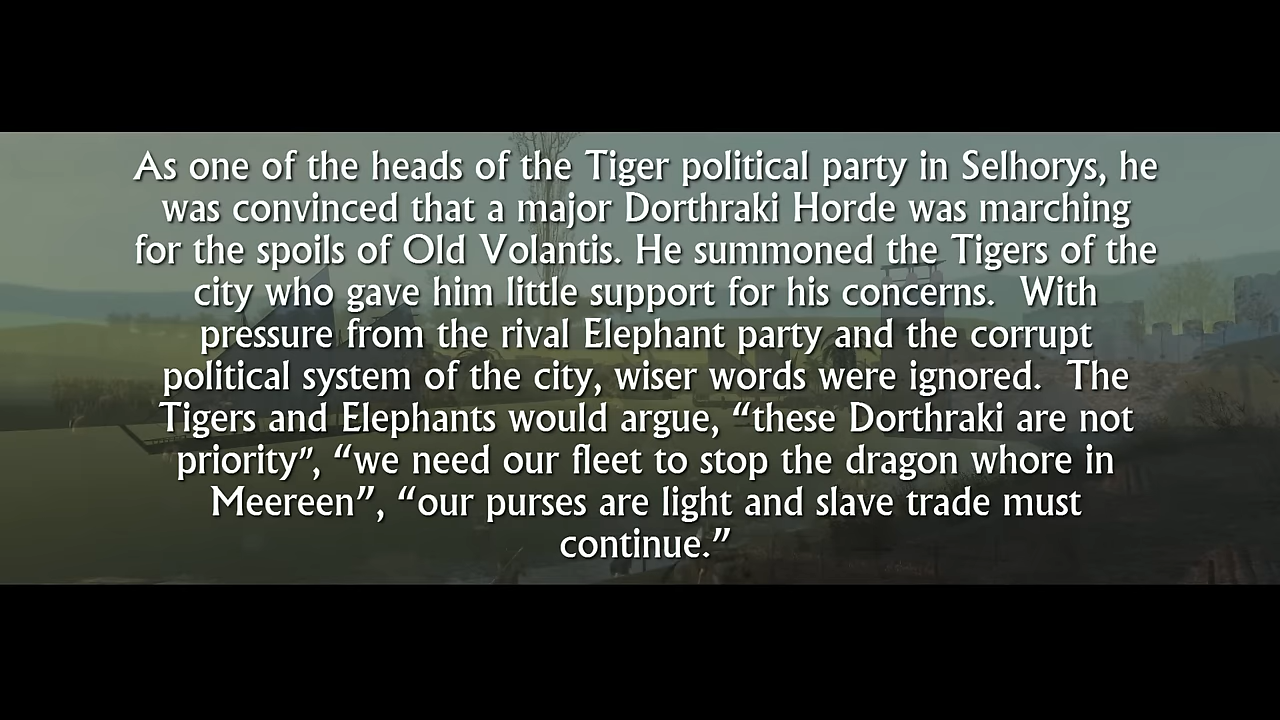 As one of the heads of the Tiger political party in Selhorys, he
was convinced that a major Dorthraki Horde was marching
for the spoils of Old Volantis. He summoned the Tigers of the
city who gave him little support for his concerns.  With
pressure from the rival Elephant party and the corrupt
political system of the city, wiser words were ignored.  The
Tigers and Elephants would argue, “these Dorthraki are not
priority”, “we need our fleet to stop the dragon whore in
Meereen”, “our purses are light and slave trade must
continue.”